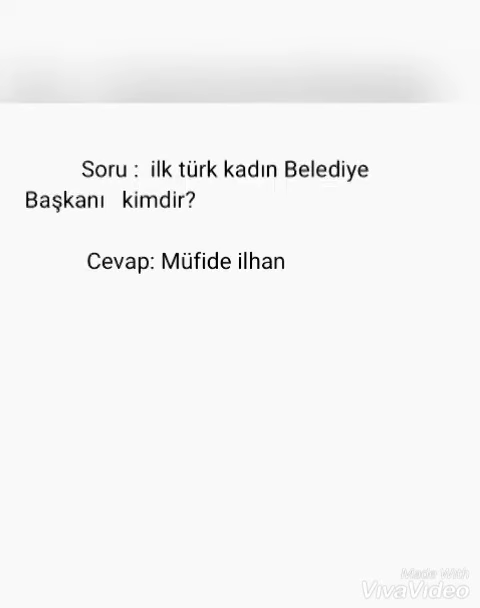 Soru : ilk türk kadın Belediye
Başkanı kimdir?
Cevap: Müfide ilhan
Made With
VivaVideo